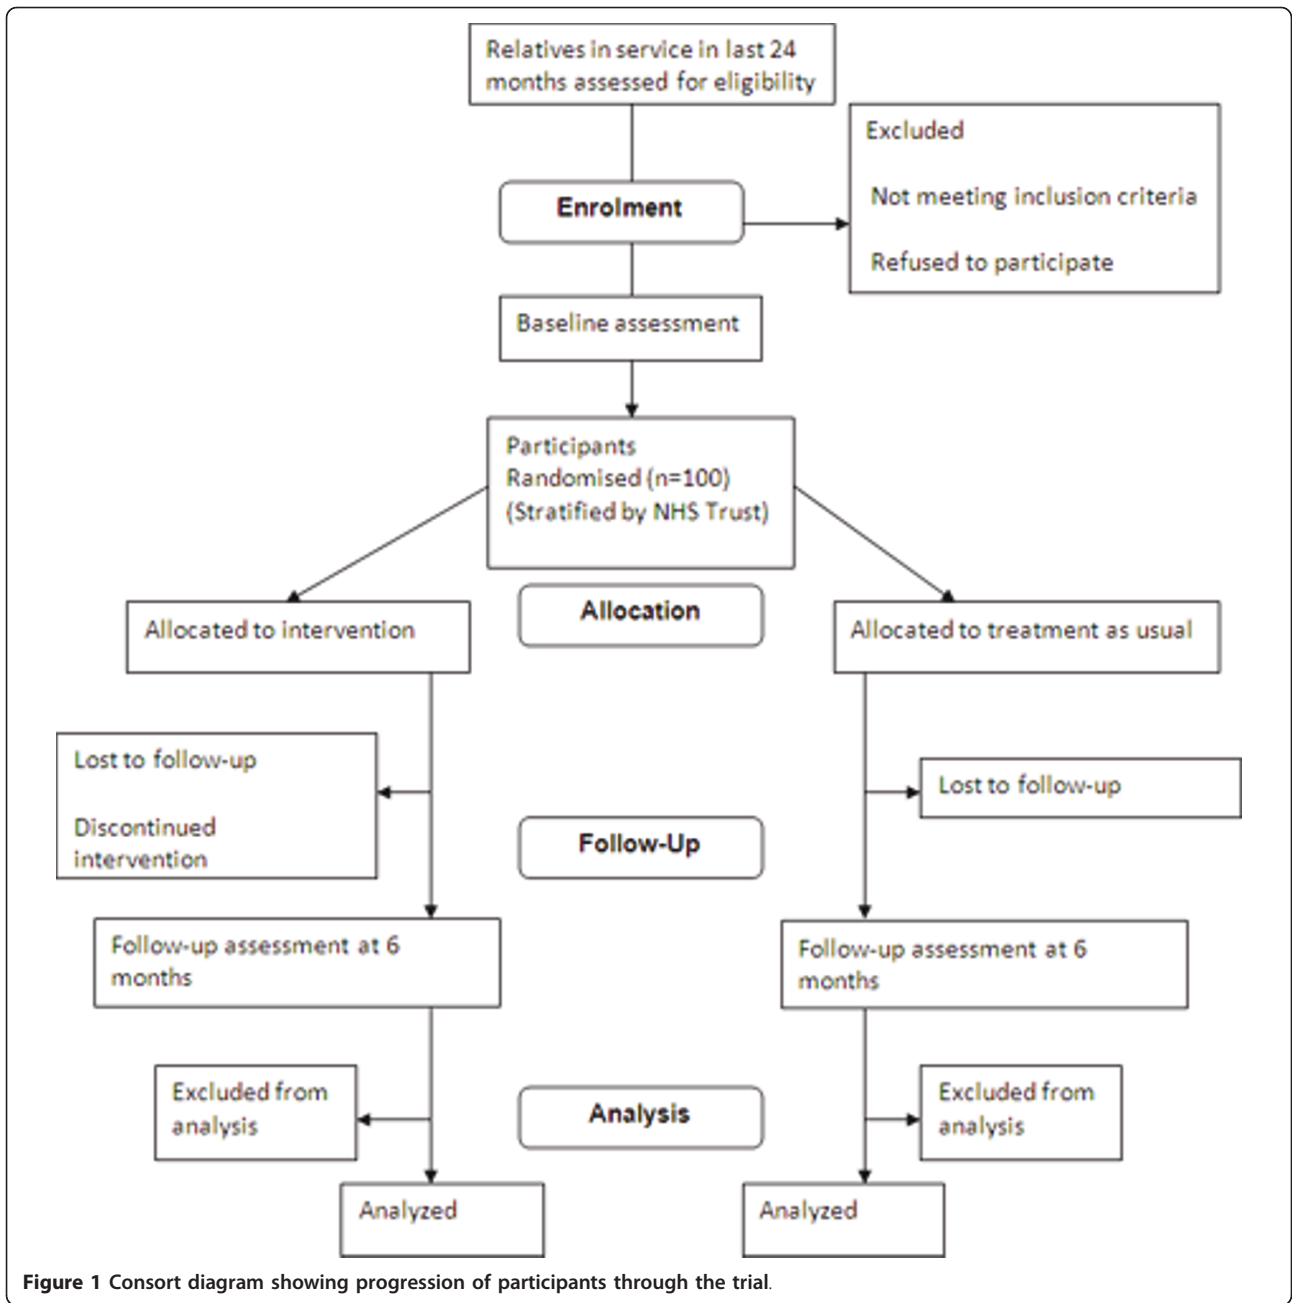 Relatives in service in last 24
months assessed for eligibility
Excluded
Not meeting inclusion criteria
Refused to participate
Enrolment
Baseline assessment
Participants
Randomised (n=100)
(Stratified by NHS Trust)
Allocation
Allocated to intervention
Allocated to treatment as usual
Lost to follow-up
Discontinued
intervention
Lost to follow-up
Follow-Up
Follow-up assessment at 6
months
Follow-up assessment at 6
months
Excluded from
analysis
Analysis
Excluded from
analysis
Analyzed
Analyzed
Figure 1 Consort diagram showing progression of participants through the trial.